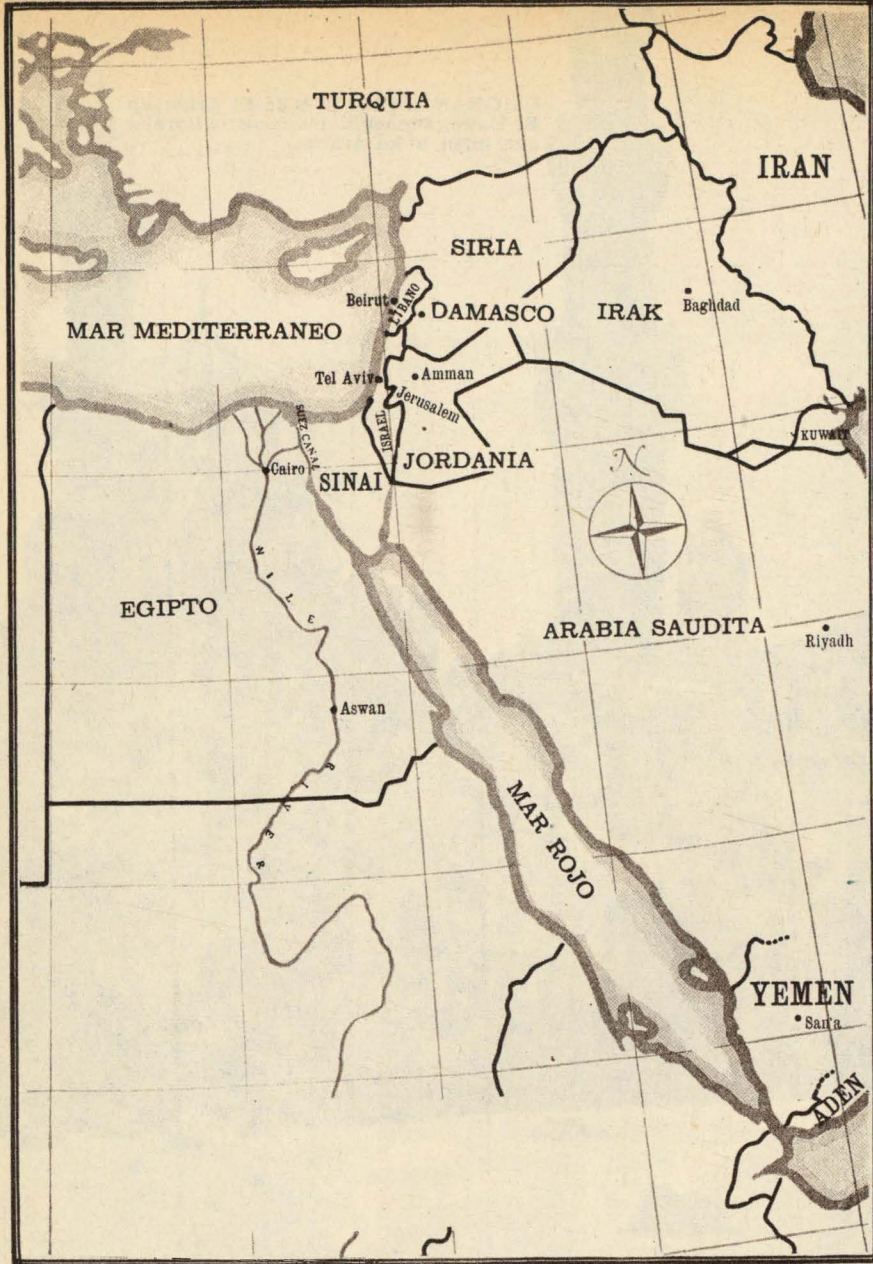 TURQUIA
IRAN
SIRIA
Beirut
LIBANO
DAMASCO
IRAK
Baghdad
MAR MEDITERRANEO
Tel Aviv
Amman
Jerusalem
ISRAEL
SUEZ CANAL
KUWAIT
Cairo
SINAI
JORDANIA
N
NILE
EGIPTO
ARABIA SAUDITA
Riyadh
Aswan
RIVER
MAR ROJO
YEMEN
San'a
ADEN